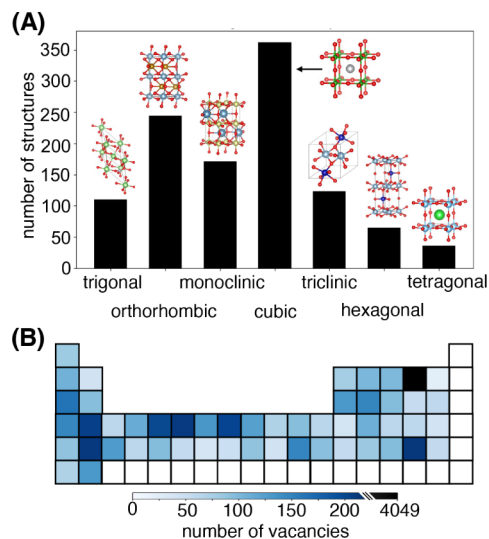 (A)
number of structures
350
300
250
200
150
100
50
0
trigonal
orthorhombic
monoclinic
cubic
triclinic
hexagonal
tetragonal
(B)
0 50 100 150 200 4049
number of vacancies